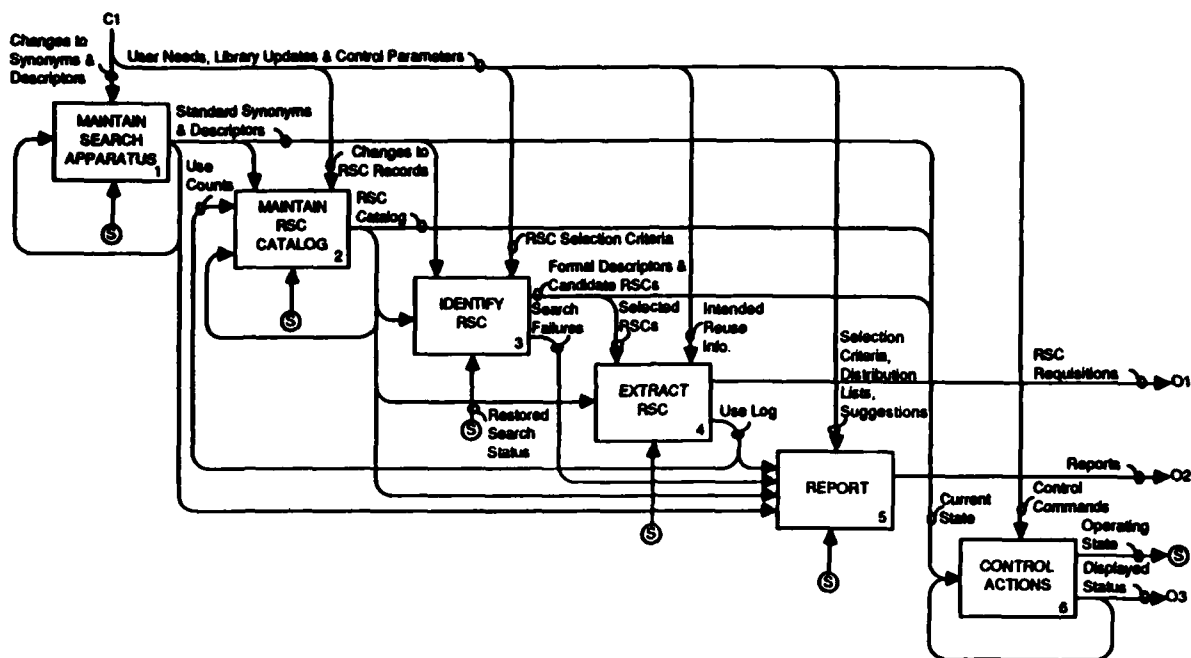 C1
Changes to
Synonyms &
Descriptors
User Needs, Library Updates & Control Parameters
MAINTAIN
SEARCH
APPARATUS
1
Standard Synonyms
& Descriptors
Use
Counts
Changes to
RSC Records
S
MAINTAIN
RSC
CATALOG
2
RSC
Catalog
S
RSC Selection Criteria
IDENTIFY
RSC
3
Formal Descriptors &
Candidate RSCs
Search
Failures
Selected
RSCs
Intended
Reuse
Info.
Restored
Search
Status
S
EXTRACT
RSC
4
Use Log
S
Selection
Criteria,
Distribution
Lists,
Suggestions
RSC
Requisitions
O1
REPORT
5
S
Reports
O2
Current
State
Control
Commands
CONTROL
ACTIONS
6
Operating
State
S
Displayed
Status
O3